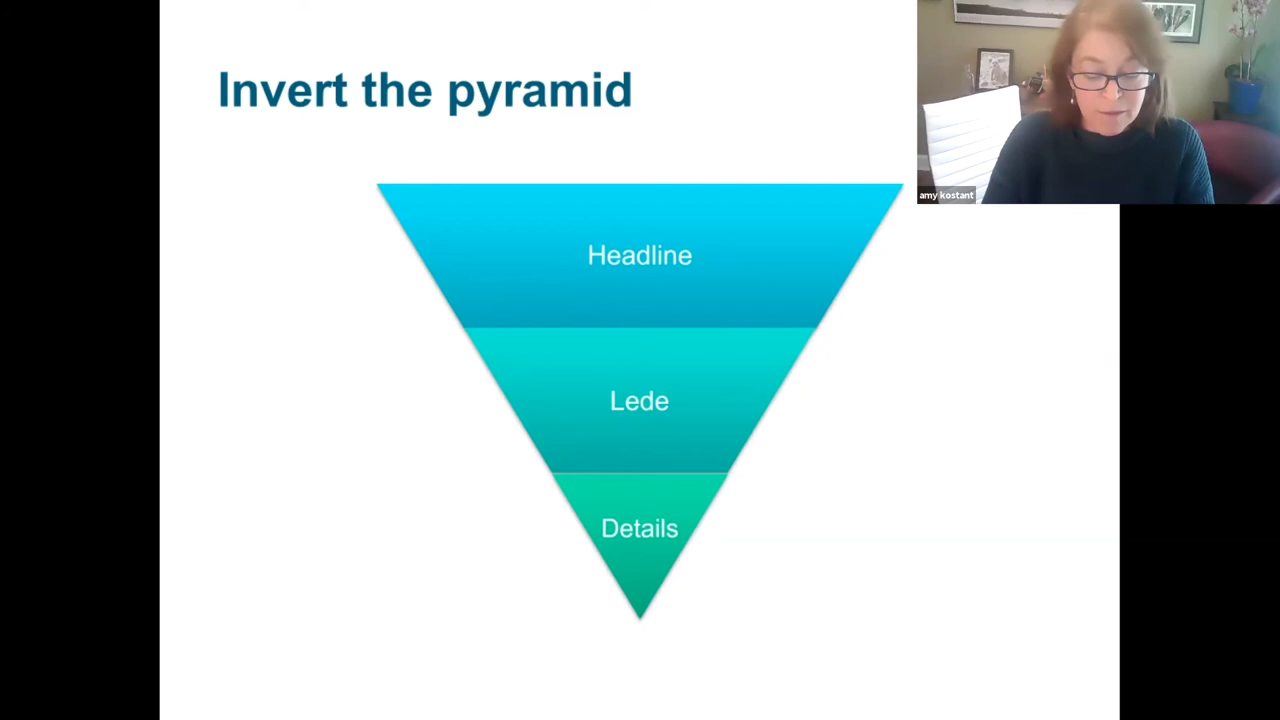 Invert the pyramid
Headline
Lede
Details
amy kostant